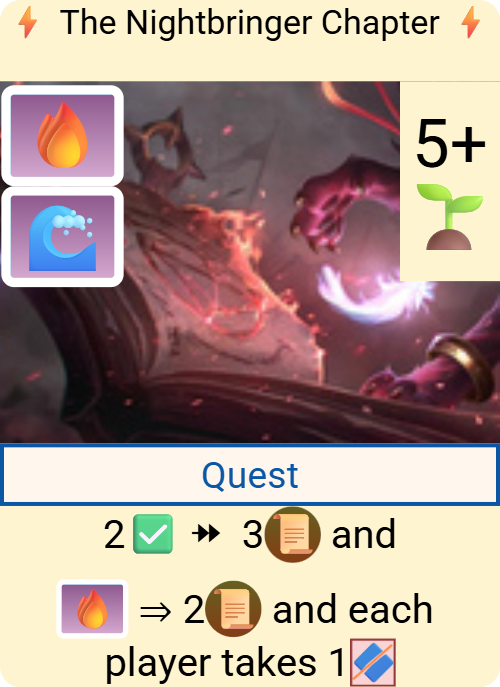 The Nightbringer Chapter
5+
Quest
2 ✅ ↠ 3 and
⇒ 2 and each
player takes 1